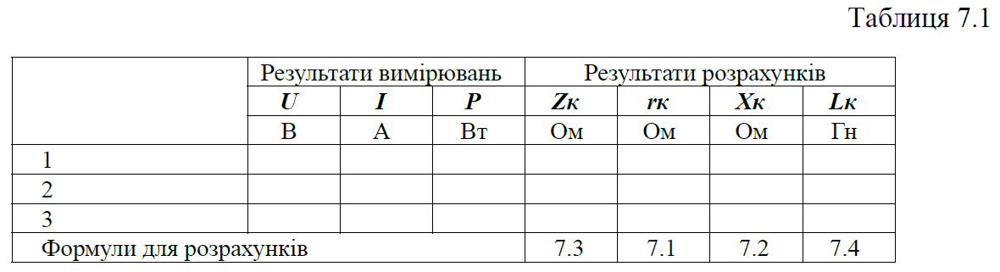 Таблиця 7.1
Результати вимірювань Результати розрахунків
U I P Zк rк Xк Lк
В А Вт Ом Ом Ом Гн
1
2
3
Формули для розрахунків 7.3 7.1 7.2 7.4